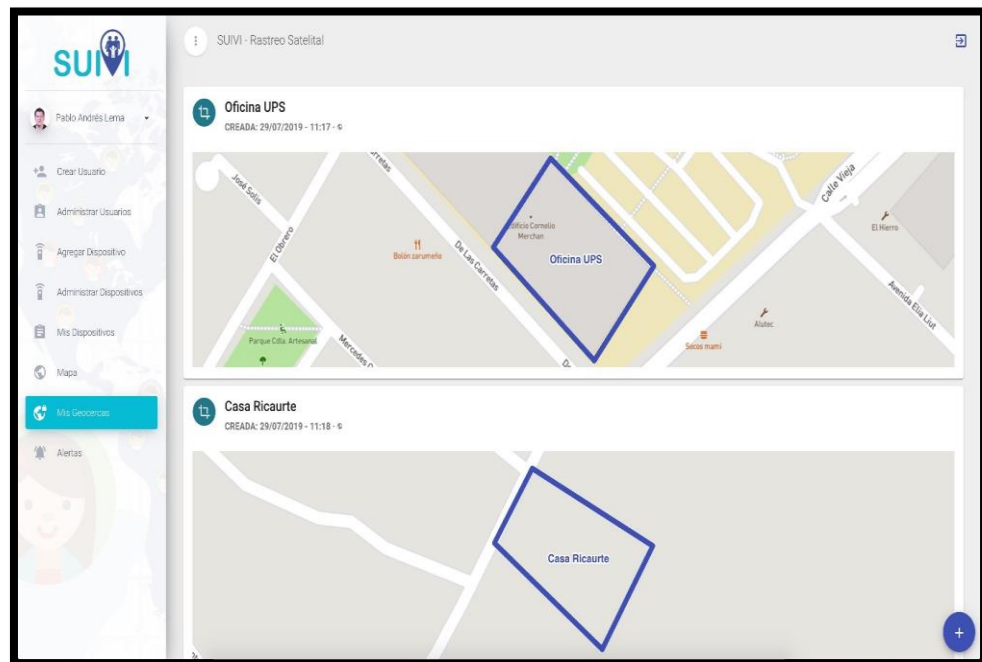 SUIVI
SUIVI - Rastreo Satelital
Pablo Andrés Lema
Crear Usuario
Administrar Usuarios
Agregar Dispositivo
Administrar Dispositivos
Mis Dispositivos
Mapa
Mis Geocercas
Alertas
Oficina UPS
CREADA: 29/07/2019 - 11:17 -
José Solis
El Obrero
Carretas
Bolón zarumeño
De Las Carretas
Edificio Cornelio
Merchan
Oficina UPS
Calle Vieja
El Hierro
Avenida Elia Liut
Alutec
Secos mami
Parque Cdla. Artesanal
Mercedes
Casa Ricaurte
CREADA: 29/07/2019 - 11:18 -
Casa Ricaurte
+